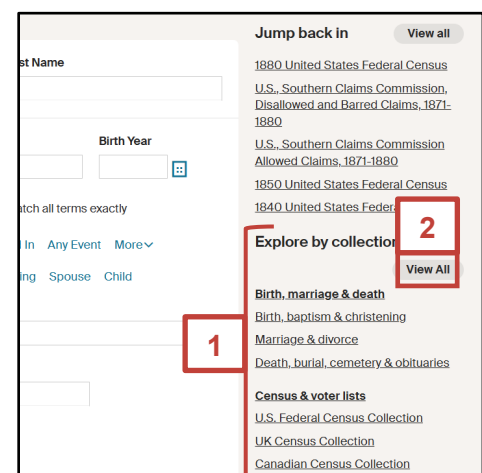 Jump back in
View all
st Name
1880 United States Federal Census
U.S., Southern Claims Commission,
Disallowed and Barred Claims, 1871-
1880
Birth Year
U.S., Southern Claims Commission
Allowed Claims, 1871-1880
1850 United States Federal Census
atch all terms exactly
1840 United States Feder
2
d In Any Event More
Explore by collection
View All
ing Spouse Child
Birth, marriage & death
Birth, baptism & christening
1
Marriage & divorce
Death, burial, cemetery & obituaries
Census & voter lists
U.S. Federal Census Collection
UK Census Collection
Canadian Census Collection